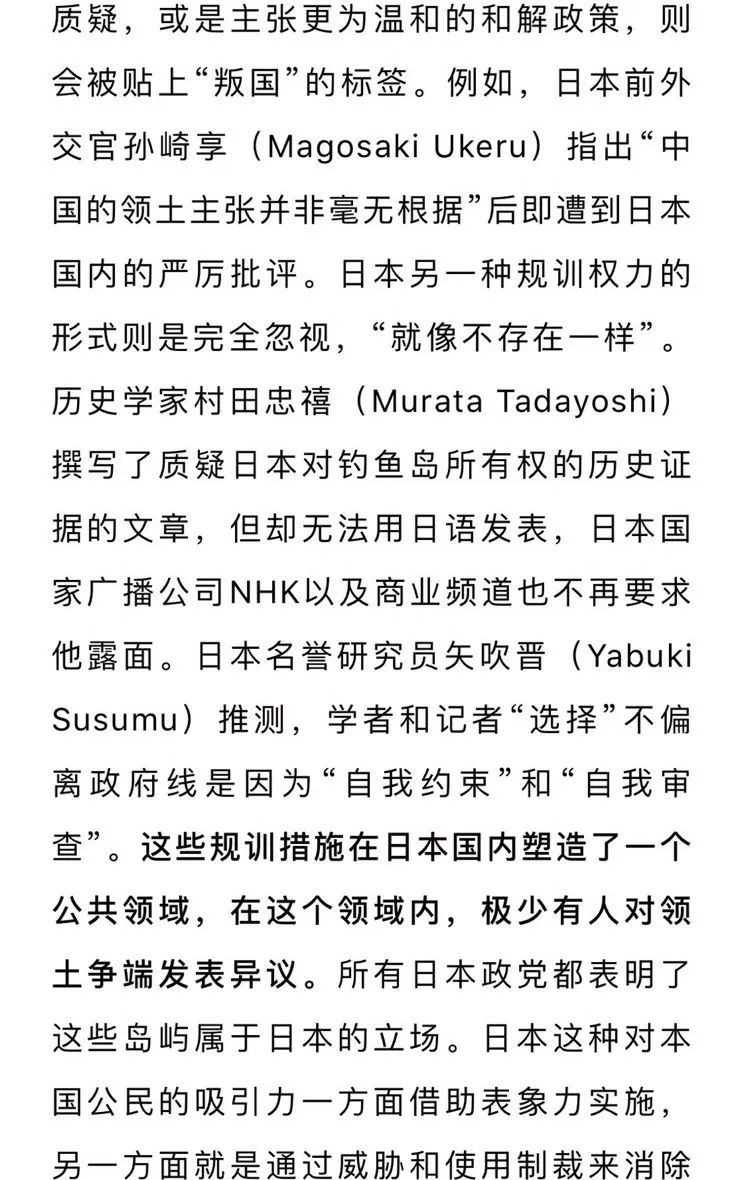 质疑，或是主张更为温和的和解政策，则
会被贴上“叛国”的标签。例如，日本前外
交官孙崎享（Magosaki Ukeru）指出“中
国的领土主张并非毫无根据”后即遭到日本
国内的严厉批评。日本另一种规训权力的
形式则是完全忽视，“就像不存在一样”。
历史学家村田忠禧（Murata Tadayoshi）
撰写了质疑日本对钓鱼岛所有权的历史证
据的文章，但却无法用日语发表，日本国
家广播公司NHK以及商业频道也不再要求
他露面。日本名誉研究员矢吹晋（Yabuki
Susumu）推测，学者和记者“选择”不偏
离政府线是因为“自我约束”和“自我审
查”。这些规训措施在日本国内塑造了一个
公共领域，在这个领域内，极少有人对领
土争端发表异议。所有日本政党都表明了
这些岛屿属于日本的立场。日本这种对本
国公民的吸引力一方面借助表象力实施，
另一方面就是通过威胁和使用制裁来消除